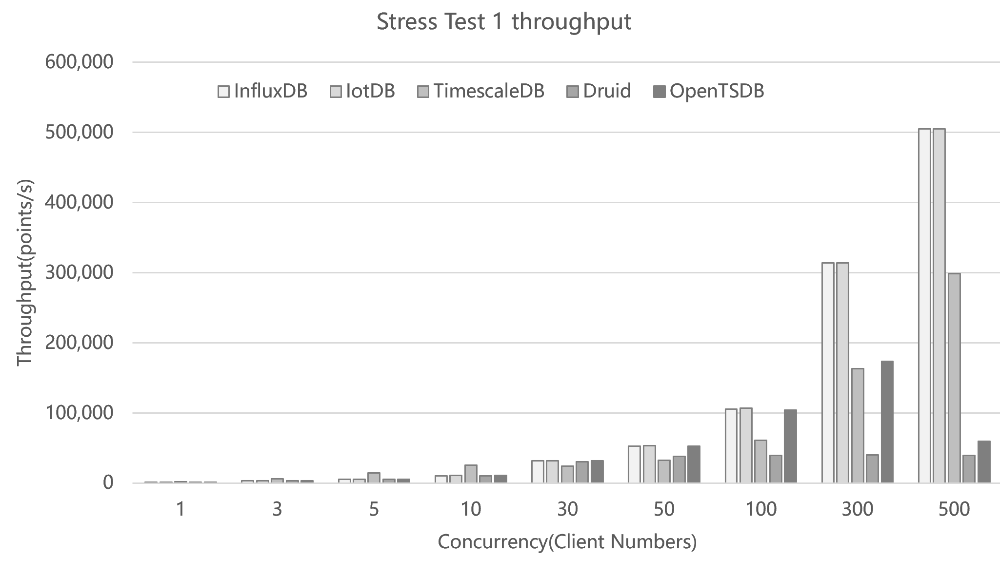 Stress Test 1 throughput
600,000
InfluxDB IotDB TimescaleDB Druid OpenTSDB
500,000
400,000
300,000
200,000
100,000
0
Throughput(points/s)
1 3 5 10 30 50 100 300 500
Concurrency(Client Numbers)